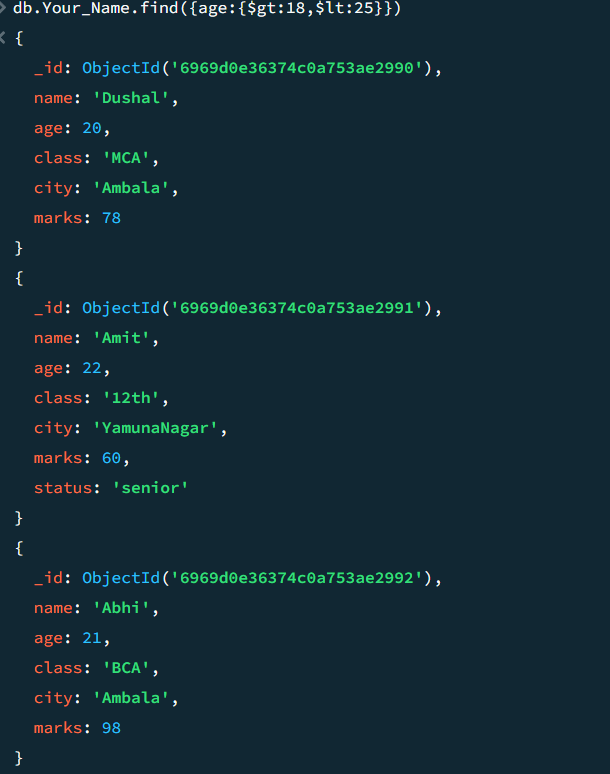 db.Your_Name.find({age:{$gt:18,$lt:25}})
{
_id: ObjectId('6969d0e36374c0a753ae2990'),
name: 'Dushal',
age: 20,
class: 'MCA',
city: 'Ambala',
marks: 78
}
{
_id: ObjectId('6969d0e36374c0a753ae2991'),
name: 'Amit',
age: 22,
class: '12th',
city: 'YamunaNagar',
marks: 60,
status: 'senior'
}
{
_id: ObjectId('6969d0e36374c0a753ae2992'),
name: 'Abhi',
age: 21,
class: 'BCA',
city: 'Ambala',
marks: 98
}